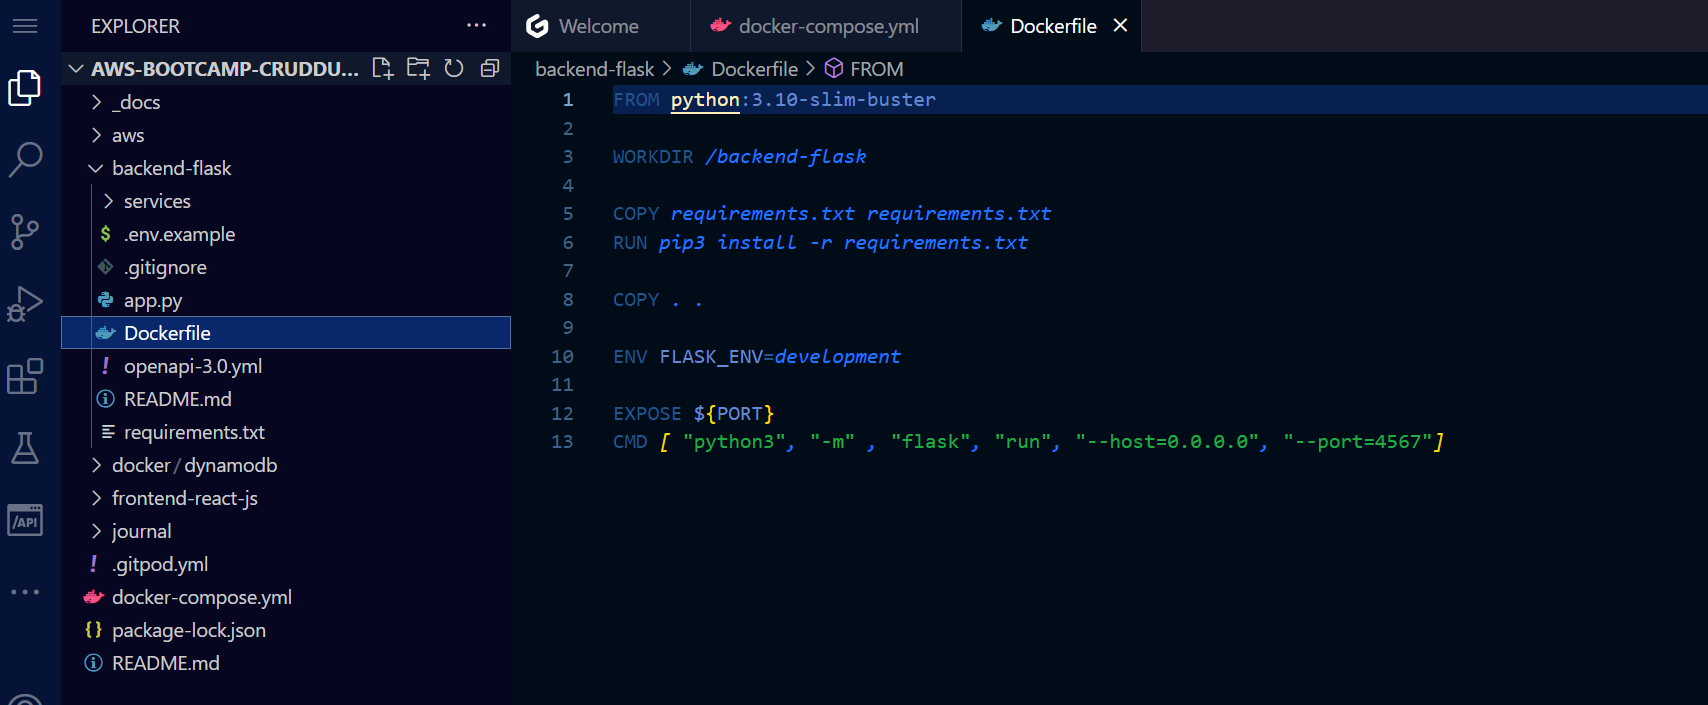 EXPLORER
Welcome
docker-compose.yml
Dockerfile
AWS-BOOTCAMP-CRUDDU...
backend-flask > Dockerfile > FROM
_docs
aws
backend-flask
services
.env.example
.gitignore
app.py
Dockerfile
openapi-3.0.yml
README.md
requirements.txt
docker/dynamodb
frontend-react-js
journal
.gitpod.yml
docker-compose.yml
package-lock.json
README.md
/API
1 FROM python:3.10-slim-buster
2
3 WORKDIR /backend-flask
4
5 COPY requirements.txt requirements.txt
6 RUN pip3 install -r requirements.txt
7
8 COPY . .
9
10 ENV FLASK_ENV=development
11
12 EXPOSE ${PORT}
13 CMD [ "python3", "-m" , "flask", "run", "--host=0.0.0.0", "--port=4567"]